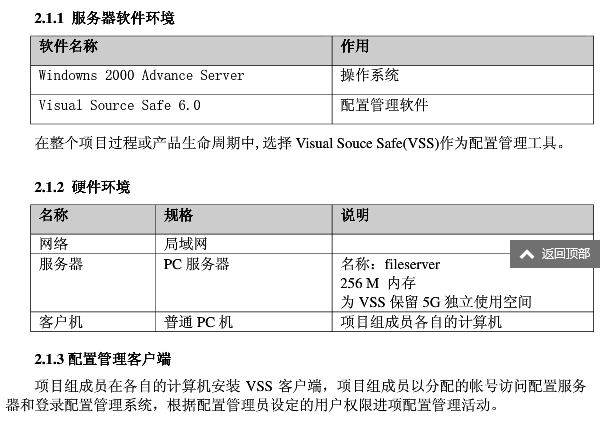 2.1.1 服务器软件环境
软件名称 作用
Windowns 2000 Advance Server 操作系统
Visual Source Safe 6.0 配置管理软件
在整个项目过程或产品生命周期中,选择 Visual Souce Safe(VSS)作为配置管理工具。
2.1.2 硬件环境
名称 规格 说明
网络 局域网
服务器 PC 服务器 名称：fileserver
256 M 内存
为 VSS 保留 5G 独立使用空间
返回顶部
客户机 普通 PC 机 项目组成员各自的计算机
2.1.3 配置管理客户端
项目组成员在各自的计算机安装 VSS 客户端，项目组成员以分配的帐号访问配置服务
器和登录配置管理系统，根据配置管理员设定的用户权限进项配置管理活动。